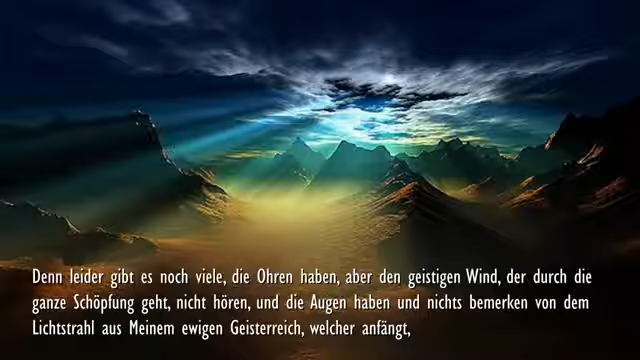 Denn leider gibt es noch viele, die Ohren haben, aber den geistigen Wind, der durch die
ganze Schöpfung geht, nicht hören, und die Augen haben und nichts bemerken von dem
Lichtstrahl aus Meinem ewigen Geisterreich, welcher anfängt,